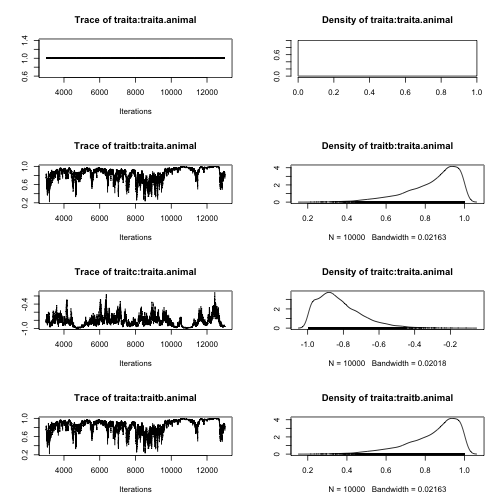 Trace of traita:traita.animal
Density of traita:traita.animal
0.6 1.0 1.4
4000 6000 8000 10000 12000
Iterations
0.0 0.6
0.0 0.2 0.4 0.6 0.8 1.0
Trace of traitb:traita.animal
Density of traitb:traita.animal
0.2 0.6 1.0
4000 6000 8000 10000 12000
Iterations
0 2 4
0.2 0.4 0.6 0.8 1.0
N = 10000 Bandwidth = 0.02163
Trace of traitc:traita.animal
Density of traitc:traita.animal
-1.0 -0.4
4000 6000 8000 10000 12000
Iterations
0 2
-1.0 -0.8 -0.6 -0.4 -0.2
N = 10000 Bandwidth = 0.02018
Trace of traita:traitb.animal
Density of traita:traitb.animal
0.2 0.6 1.0
4000 6000 8000 10000 12000
Iterations
0 2 4
0.2 0.4 0.6 0.8 1.0
N = 10000 Bandwidth = 0.02163